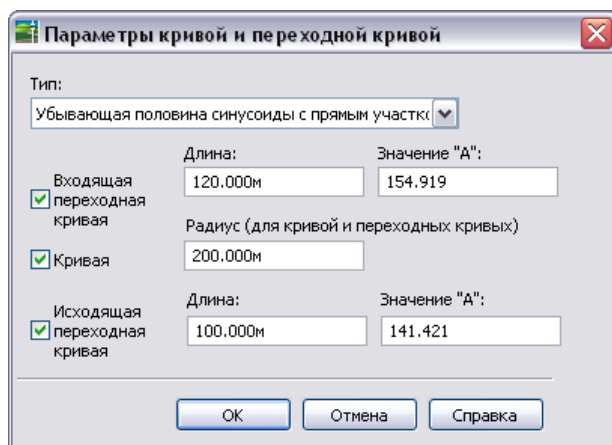 Параметры кривой и переходной кривой
Тип:
Убывающая половина синусоиды с прямым участк
Длина:
Значение "А":
Входящая
переходная
кривая
120.000м
154.919
Радиус (для кривой и переходных кривых)
Кривая
200.000м
Длина:
Значение "А":
Исходящая
переходная
кривая
100.000м
141.421
ОК
Отмена
Справка